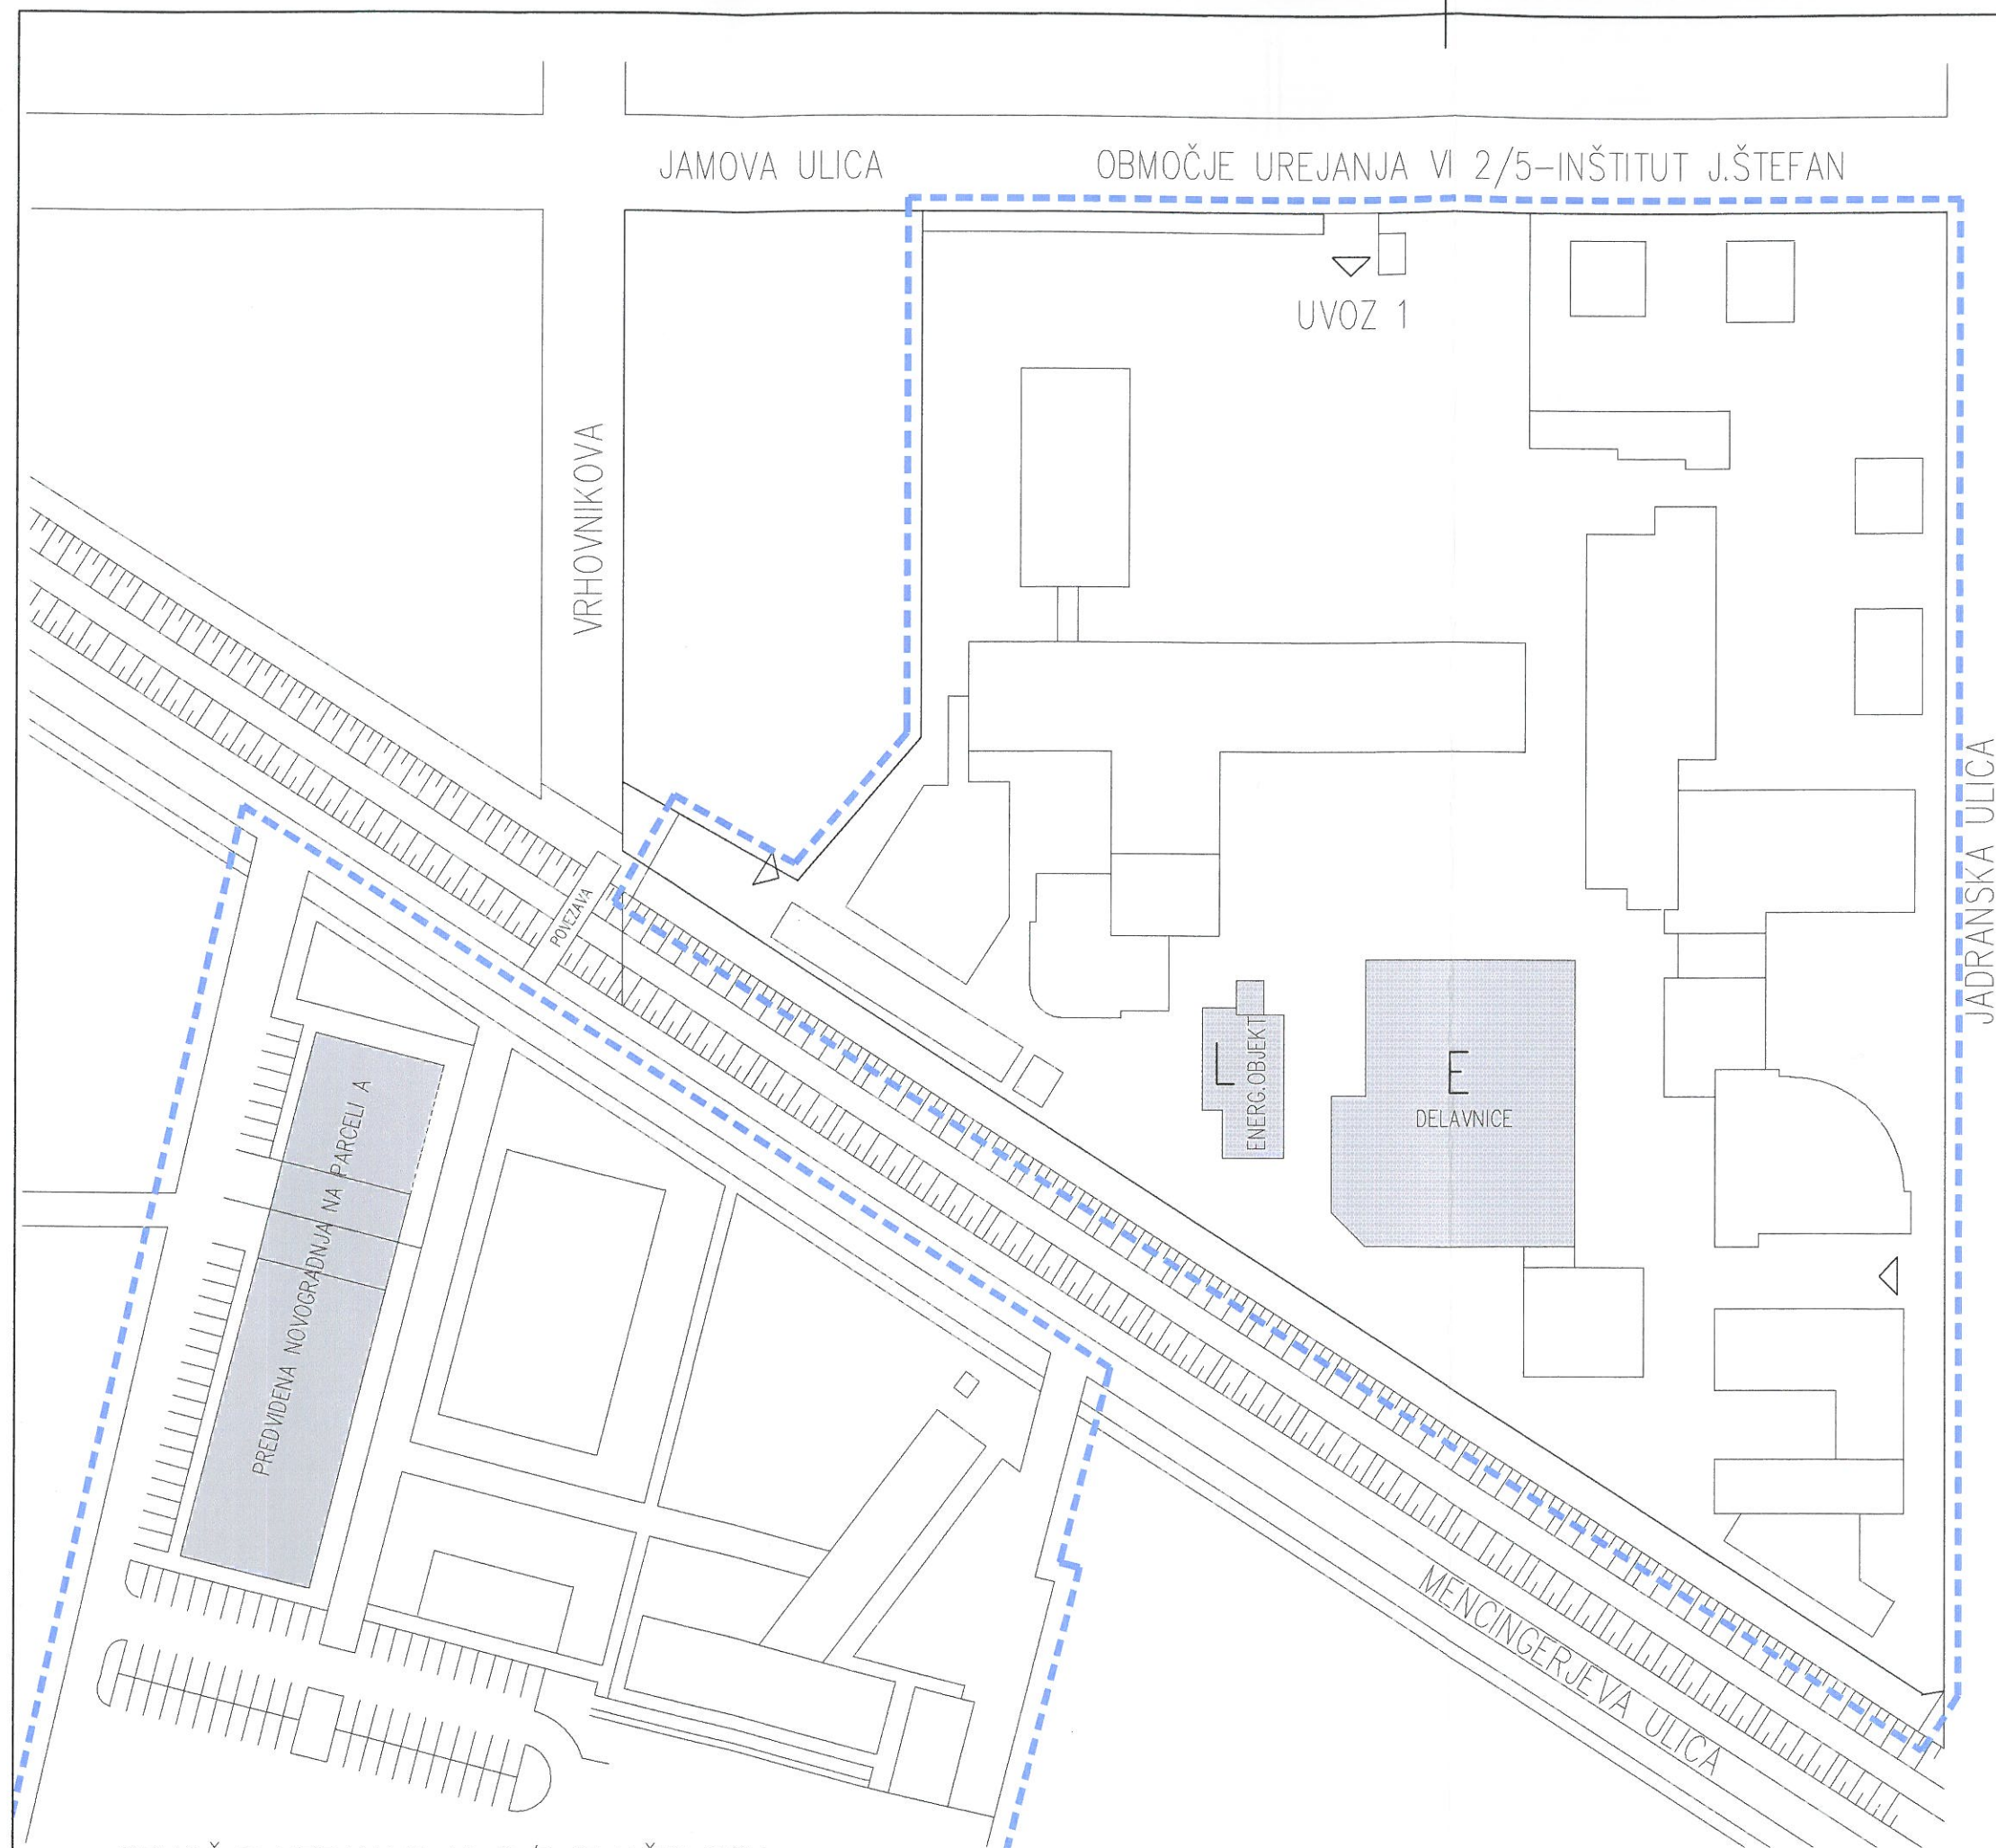 JAMOVA ULICA
OBMOČJE UREJANJA VI 2/5-INŠTITUT J.ŠTEFAN
UVOZ 1
VRHOVNIKOVA
JADRANSKA ULICA
POVEZAVA
L
ENERG.OBJEKT
E
DELAVNICE
PREDVIDENA NOVOGRADNJA NA PARCELI A
MENCINGERJEVA ULICA